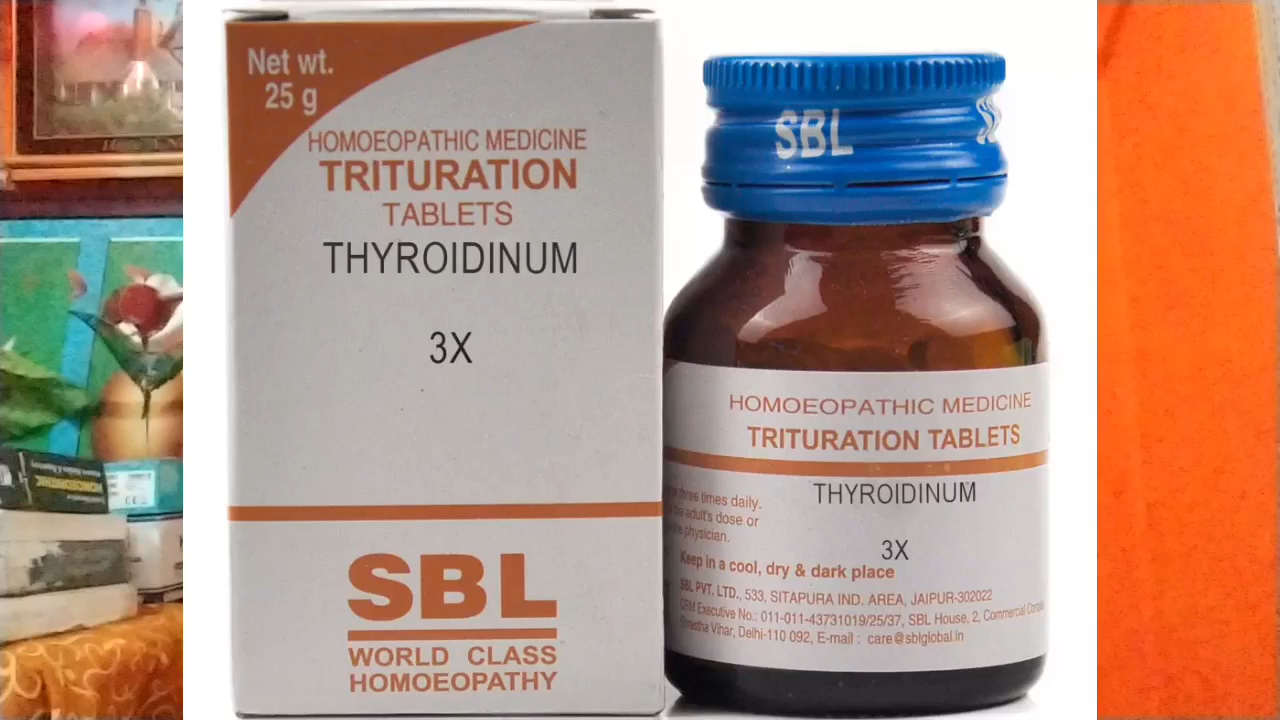 Net wt.
25 g
HOMOEOPATHIC MEDICINE
TRITURATION
TABLETS
THYROIDINUM
3X
SBL
WORLD CLASS
HOMOEOPATHY
SBL
HOMOEOPATHIC MEDICINE
TRITURATION TABLETS
THYROIDINUM
3X
three times daily.
adult's dose or
physician.
Keep in a cool, dry & dark place
SBL PVT. LTD., 533, SITAPURA IND. AREA, JAIPUR-302022
CRM Executive No.: 011-011-43731019/25/37, SBL House, 2, Commercial
Shrestha Vihar, Delhi-110 092, E-mail : care@sblglobal.in